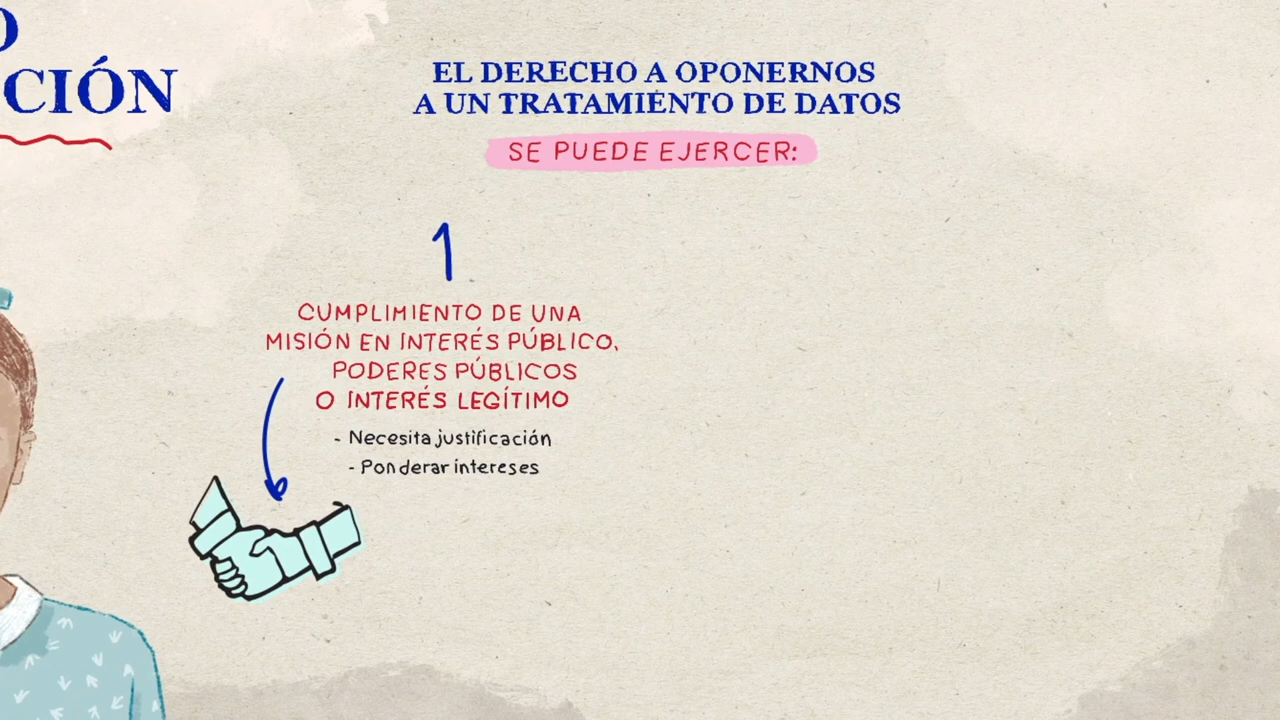 CIÓN
EL DERECHO A OPONERNOS
A UN TRATAMIENTO DE DATOS
SE PUEDE EJERCER:
1
CUMPLIMIENTO DE UNA
MISIÓN EN INTERÉS PÚBLICO,
PODERES PÚBLICOS
O INTERÉS LEGÍTIMO
- Necesita justificación
- Ponderar intereses